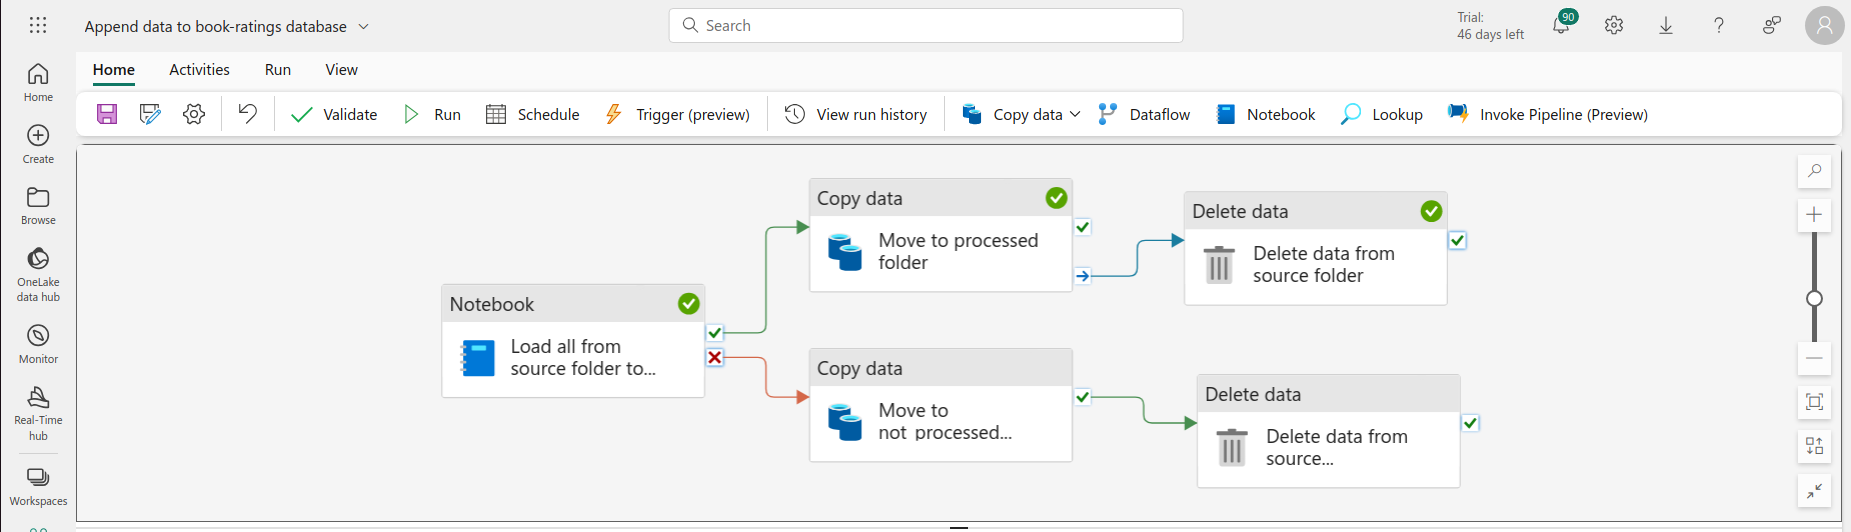 Append data to book-ratings database
Search
Trial:
46 days left
90
Home
Activities
Run
View
Validate
Run
Schedule
Trigger (preview)
View run history
Copy data
Dataflow
Notebook
Lookup
Invoke Pipeline (Preview)
Home
Create
Browse
OneLake
data hub
Monitor
Real-Time
hub
Workspaces
Notebook
Load all from
source folder to...
Copy data
Move to processed
folder
Delete data
Delete data from
source folder
Copy data
Move to
not_processed...
Delete data
Delete data from
source...